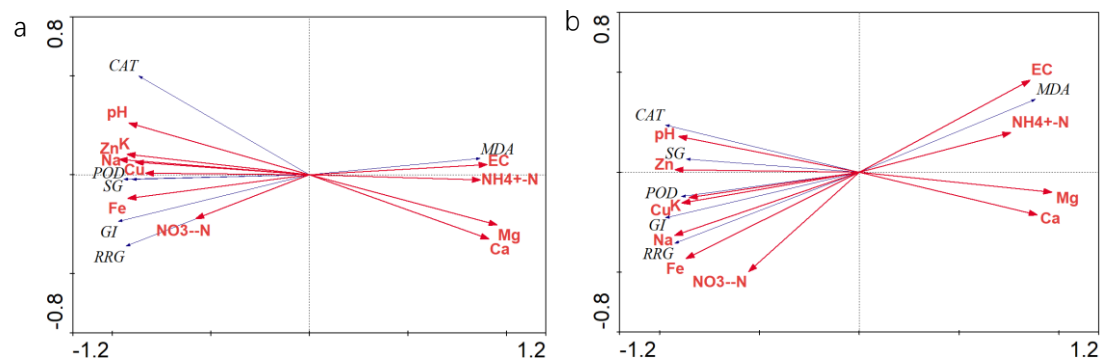 a
0.8
CAT
pH
Zn
K
Na
Cu
POD
SG
Fe
GI
NO3--N
RRG
MDA
EC
NH4+-N
Mg
Ca
-0.8
-1.2
1.2
b
0.8
EC
MDA
CAT
NH4+-N
pH
SG
Zn
POD
Mg
Cu
K
Ca
GI
Na
RRG
Fe
NO3--N
-0.8
-1.2
1.2